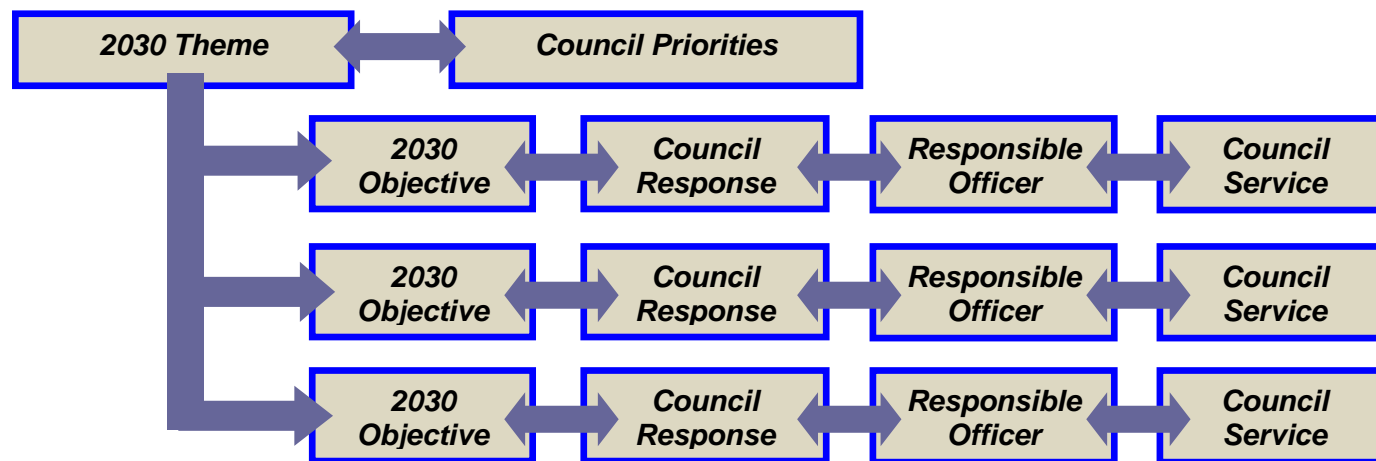 2030 Theme
Council Priorities
2030
Objective
Council
Response
Responsible
Officer
Council
Service
2030
Objective
Council
Response
Responsible
Officer
Council
Service
2030
Objective
Council
Response
Responsible
Officer
Council
Service